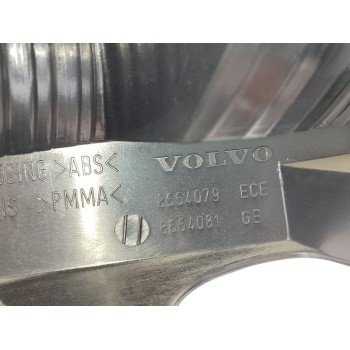 USING >ABS< VOLVO
NS >PMMA< 8664079 ECE
8664081 GB